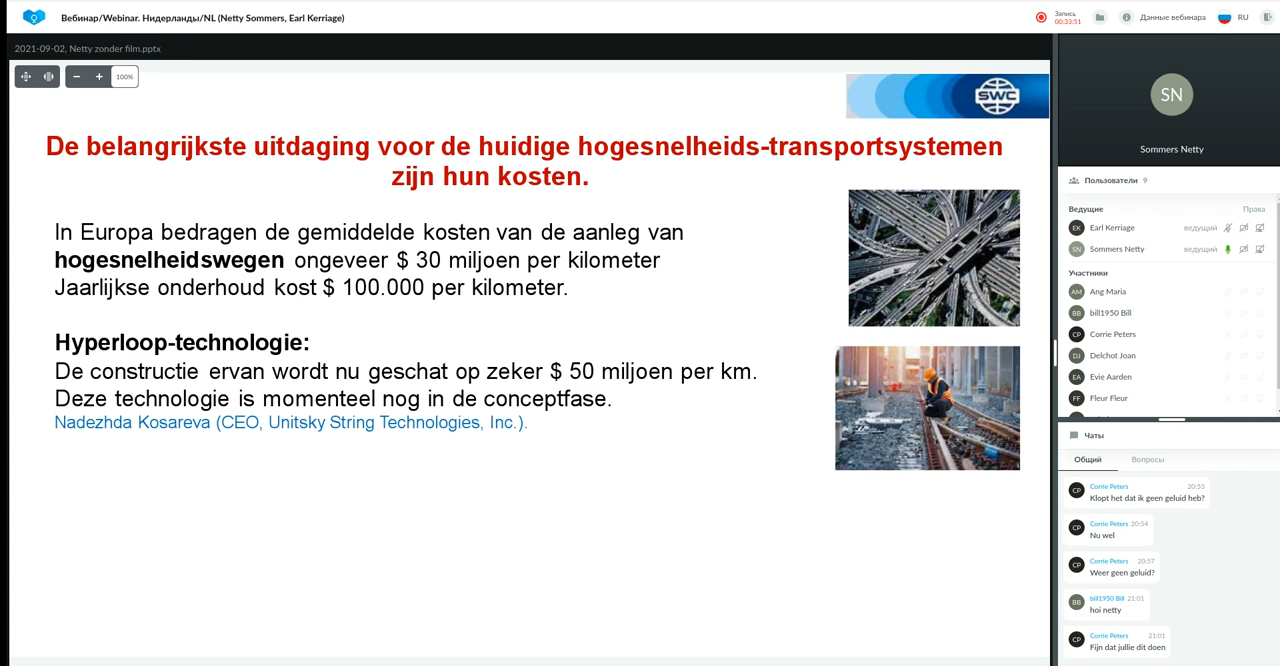 Вебинар/Webinar. Нидерланды/NL (Netty Sommers, Earl Kerriage)
Запись
00:33:51
Данные вебинара
RU
2021-09-02, Netty zonder film.pptx
100%
SWC
De belangrijkste uitdaging voor de huidige hogesnelheids-transportsystemen
zijn hun kosten.
In Europa bedragen de gemiddelde kosten van de aanleg van
hogesnelheidswegen ongeveer $ 30 miljoen per kilometer
Jaarlijkse onderhoud kost $ 100.000 per kilometer.
Hyperloop-technologie:
De constructie ervan wordt nu geschat op zeker $ 50 miljoen per km.
Deze technologie is momenteel nog in de conceptfase.
Nadezhda Kosareva (CEO, Unitsky String Technologies, Inc.).
SN
Sommers Netty
Пользователи 9
Ведущие Права
EK Earl Kerriage ведущий
SN Sommers Netty ведущий
Участники
AM Ang Maria
BB bill1950 Bill
CP Corrie Peters
DJ Delchot Joan
EA Evie Aarden
FF Fleur Fleur
Чаты
Общий Вопросы
CP Corrie Peters 20:53
Klopt het dat ik geen geluid heb?
CP Corrie Peters 20:54
Nu wel
CP Corrie Peters 20:57
Weer geen geluid?
BB bill1950 Bill 21:01
hoi netty
CP Corrie Peters 21:01
Fijn dat jullie dit doen